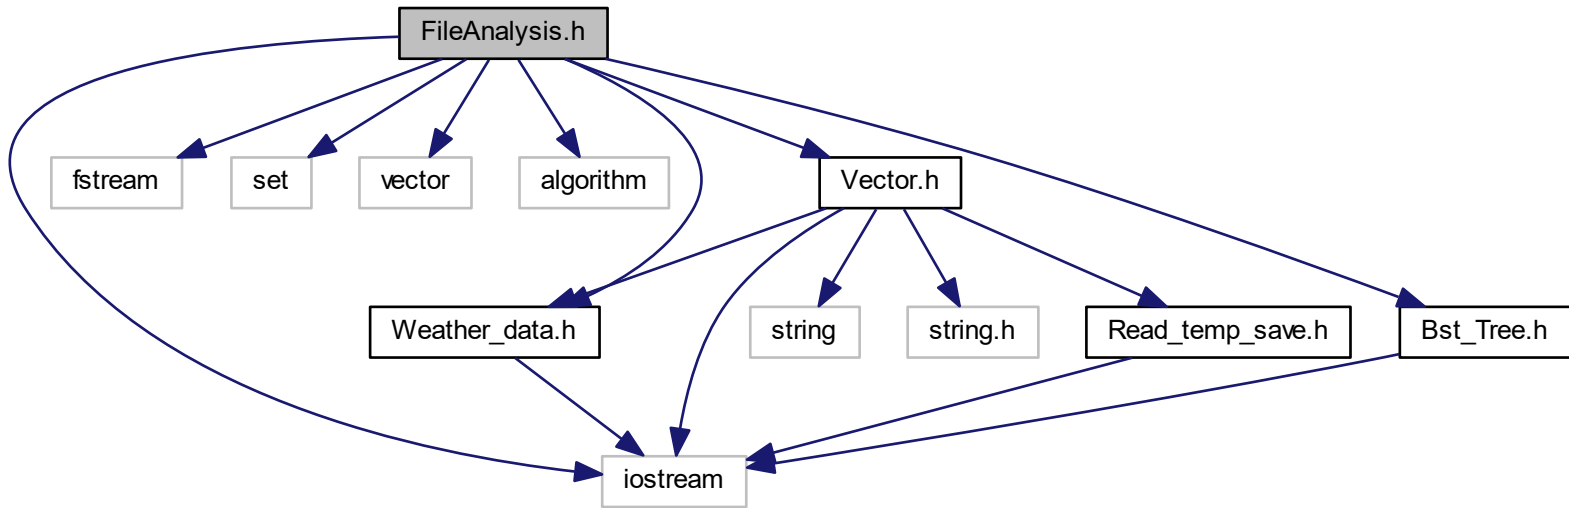 FileAnalysis.h
fstream
set
vector
algorithm
Vector.h
Weather_data.h
string
string.h
Read_temp_save.h
Bst_Tree.h
iostream